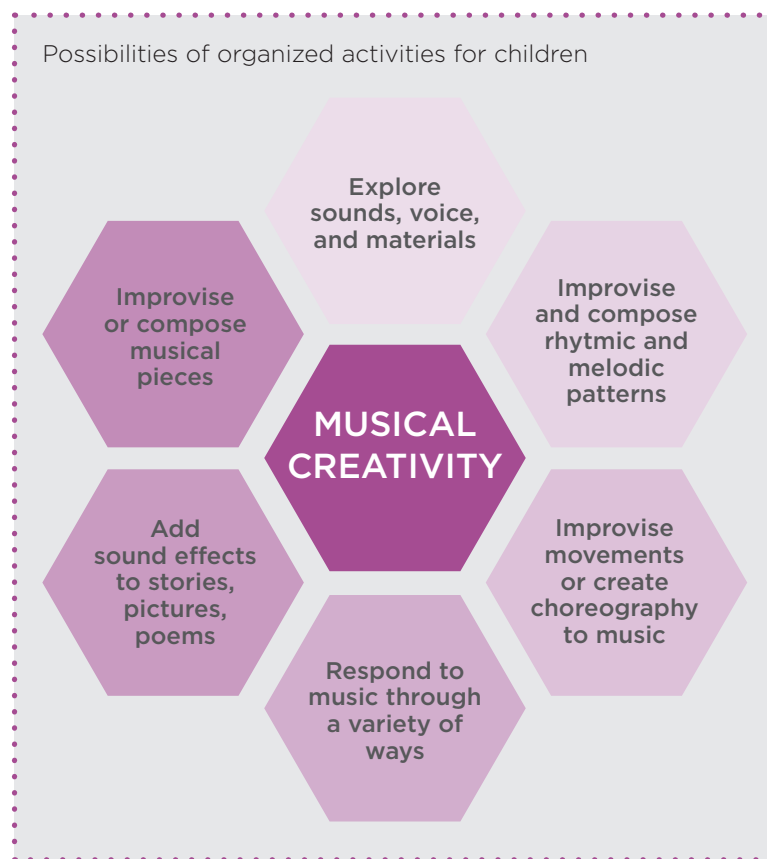 Possibilities of organized activities for children
Explore
sounds, voice,
and materials
Improvise
and compose
rhytmic and
melodic
patterns
Improvise
movements
or create
choreography
to music
Respond to
music through
a variety of
ways
Add
sound effects
to stories,
pictures,
poems
Improvise
or compose
musical
pieces
MUSICAL
CREATIVITY